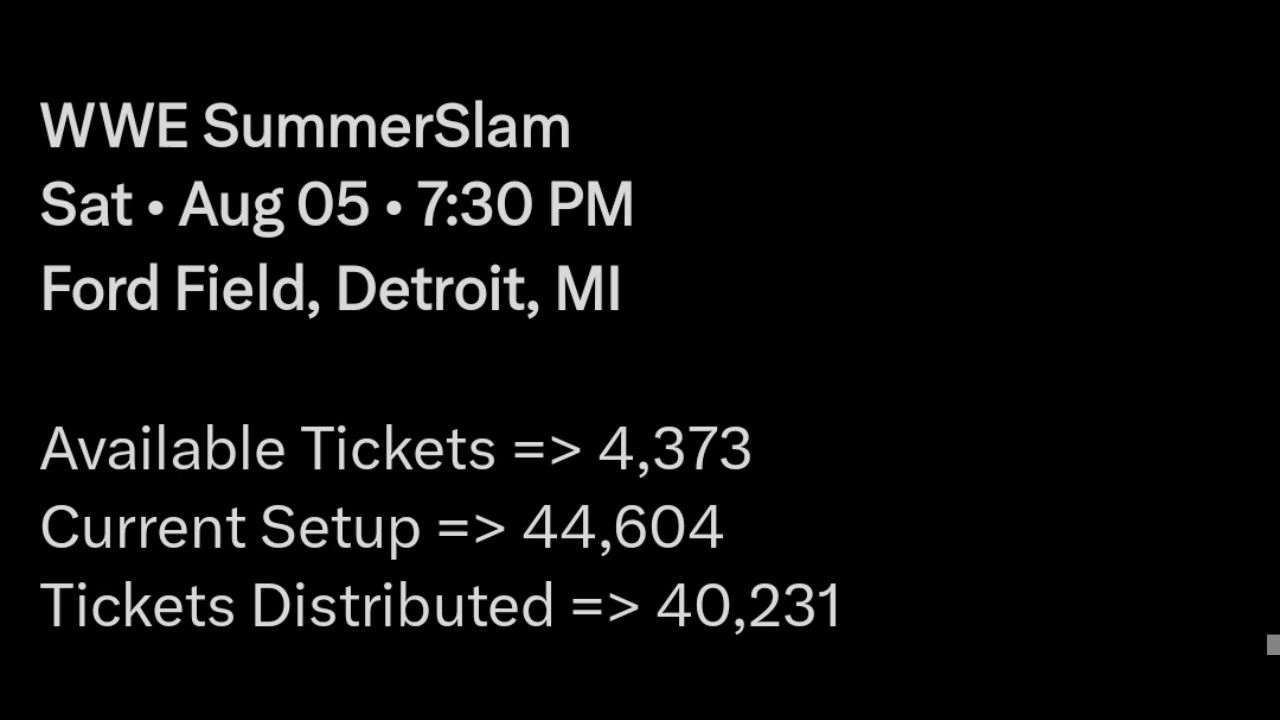 WWE SummerSlam
Sat • Aug 05 • 7:30 PM
Ford Field, Detroit, MI
Available Tickets => 4,373
Current Setup => 44,604
Tickets Distributed => 40,231